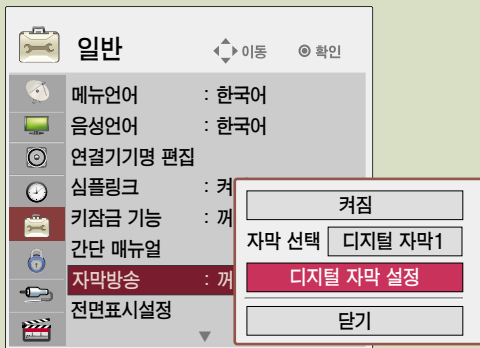 일반 이동 ◉ 확인
메뉴언어 : 한국어
음성언어 : 한국어
연결기기명 편집
심플링크 : 켜
키잠금 기능 : 꺼
간단 매뉴얼
자막방송 : 꺼
전면표시설정
▼
켜짐
자막 선택 디지털 자막1
디지털 자막 설정
닫기